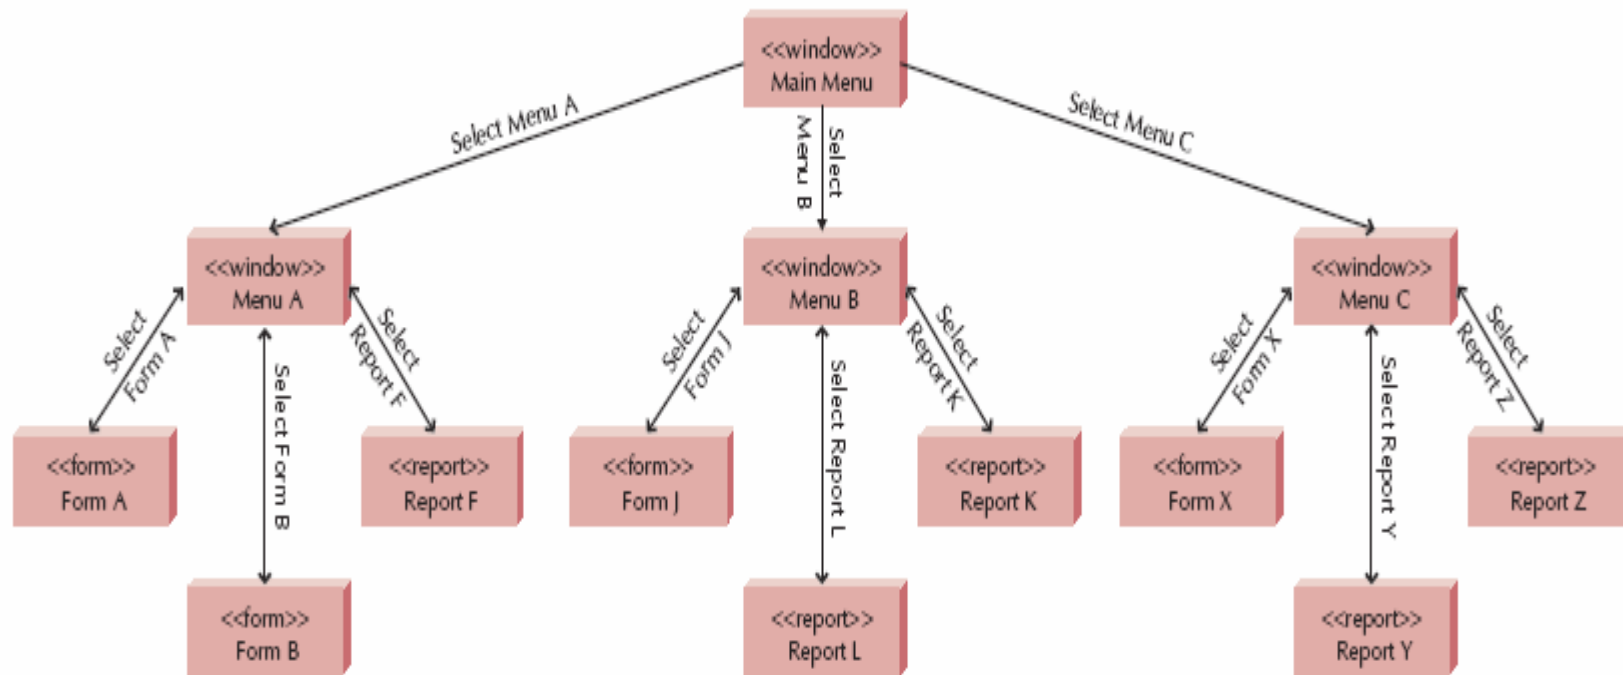 <<window>>
Main Menu
Select Menu A
Select
Menu B
Select Menu C
<<window>>
Menu A
<<window>>
Menu B
<<window>>
Menu C
Select
Form A
Select Form B
Select
Report F
Select
Form J
Select Report L
Select
Report K
Select
Form X
Select Report Y
Select
Report Z
<<form>>
Form A
<<report>>
Report F
<<form>>
Form J
<<report>>
Report K
<<form>>
Form X
<<report>>
Report Z
<<form>>
Form B
<<report>>
Report L
<<report>>
Report Y